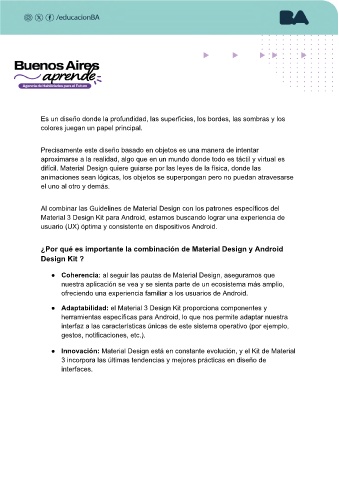 /educacionBA
BA
Buenos Aires
aprende
Agencia de Habilidades para el Futuro
Es un diseño donde la profundidad, las superficies, los bordes, las sombras y los
colores juegan un papel principal.
Precisamente este diseño basado en objetos es una manera de intentar
aproximarse a la realidad, algo que en un mundo donde todo es táctil y virtual es
difícil. Material Design quiere guiarse por las leyes de la física, donde las
animaciones sean lógicas, los objetos se superpongan pero no puedan atravesarse
el uno al otro y demás.
Al combinar las Guidelines de Material Design con los patrones específicos del
Material 3 Design Kit para Android, estamos buscando lograr una experiencia de
usuario (UX) óptima y consistente en dispositivos Android.
¿Por qué es importante la combinación de Material Design y Android
Design Kit ?
● Coherencia: al seguir las pautas de Material Design, aseguramos que
nuestra aplicación se vea y se sienta parte de un ecosistema más amplio,
ofreciendo una experiencia familiar a los usuarios de Android.
● Adaptabilidad: el Material 3 Design Kit proporciona componentes y
herramientas específicas para Android, lo que nos permite adaptar nuestra
interfaz a las características únicas de este sistema operativo (por ejemplo,
gestos, notificaciones, etc.).
● Innovación: Material Design está en constante evolución, y el Kit de Material
3 incorpora las últimas tendencias y mejores prácticas en diseño de
interfaces.